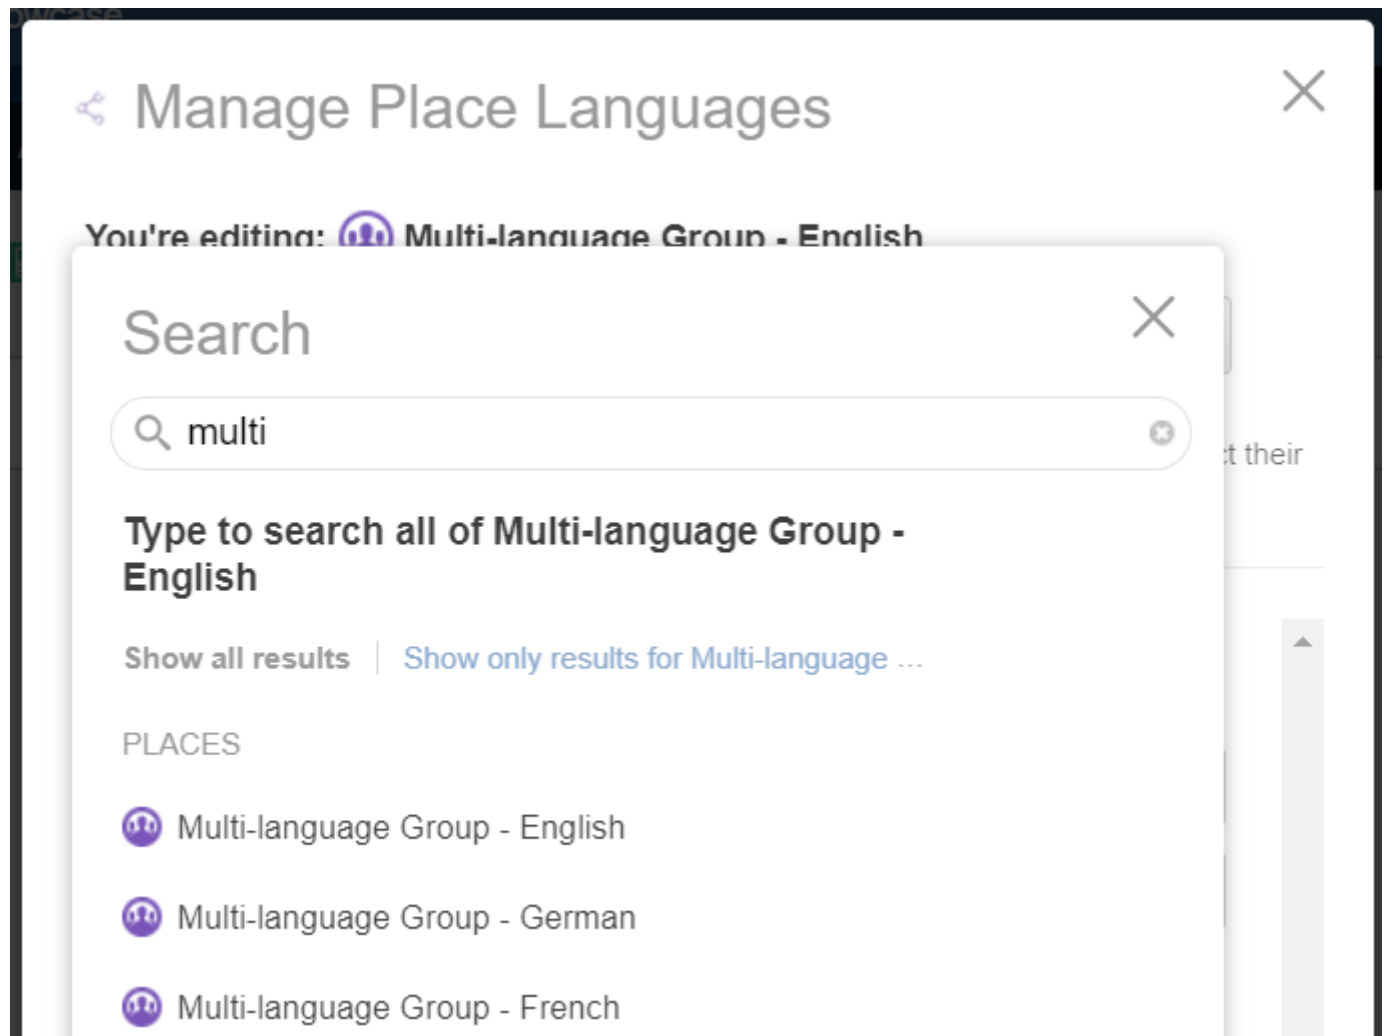 owcase
Manage Place Languages
You're editing: Multi-language Group - English
Search
multi
ct their
Type to search all of Multi-language Group -
English
Show all results
Show only results for Multi-language ...
PLACES
Multi-language Group - English
Multi-language Group - German
Multi-language Group - French